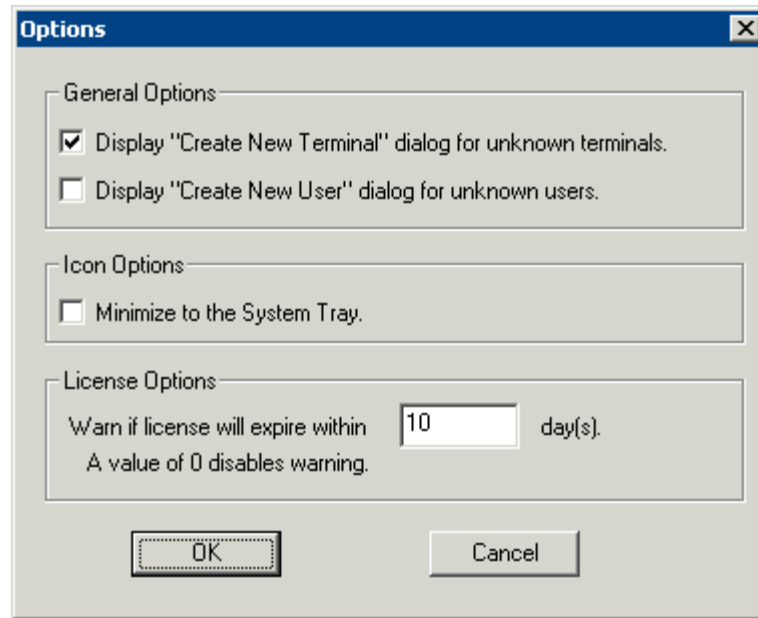 Options
General Options
Display "Create New Terminal" dialog for unknown terminals.
Display "Create New User" dialog for unknown users.
Icon Options
Minimize to the System Tray.
License Options
Warn if license will expire within 10 day(s).
A value of 0 disables warning.
OK Cancel